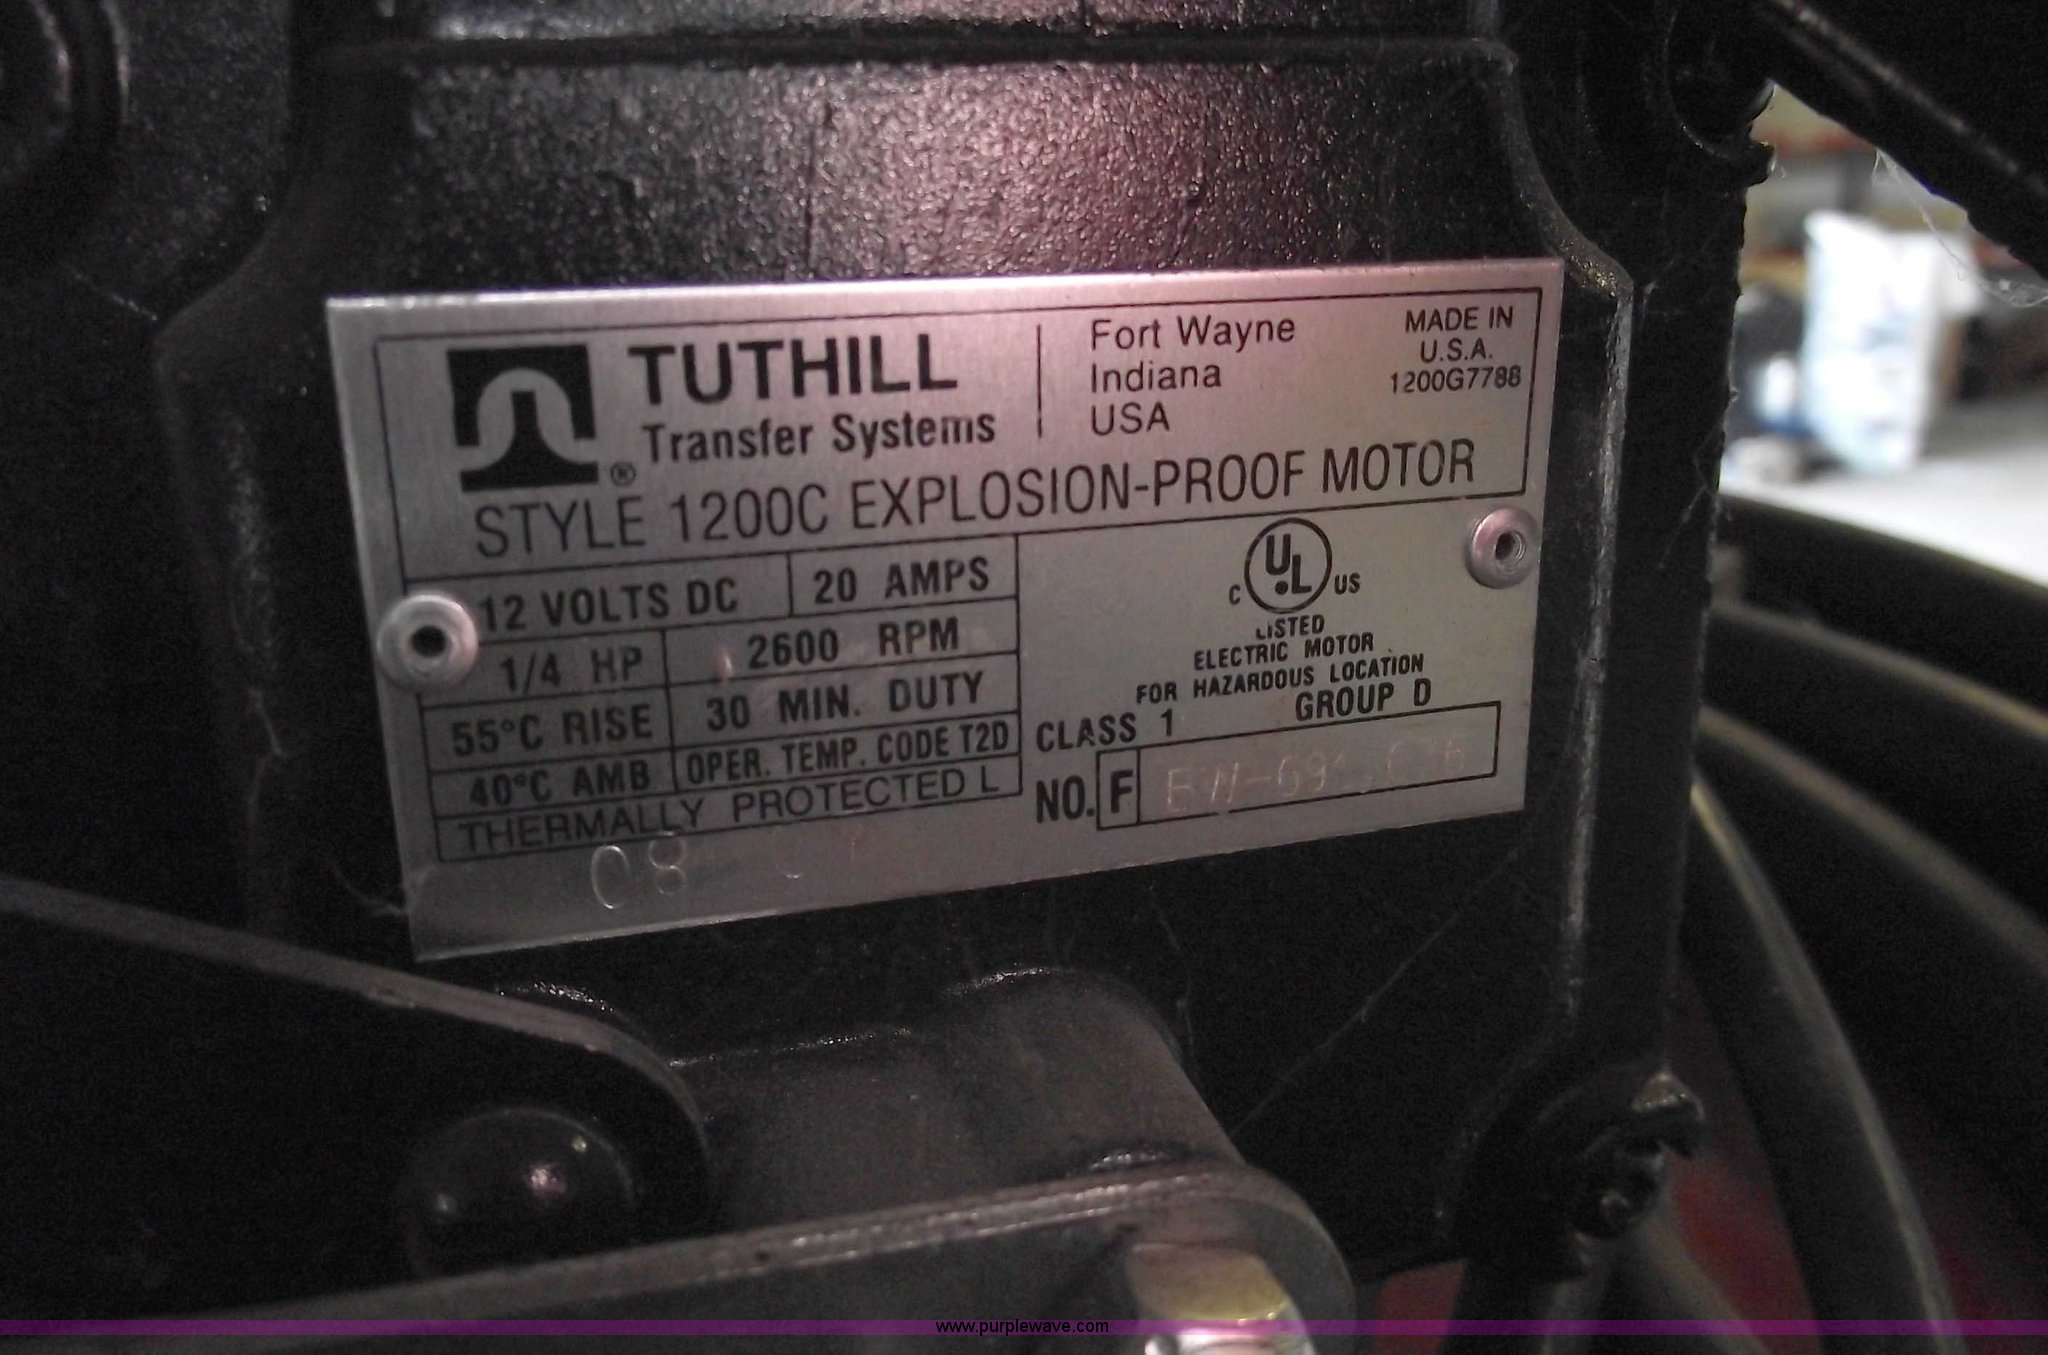 TUTHILL
Transfer Systems
®
Fort Wayne
Indiana
USA
MADE IN
U.S.A.
1200G7788
STYLE 1200C EXPLOSION-PROOF MOTOR
12 VOLTS DC
20 AMPS
1/4 HP
2600 RPM
55°C RISE
30 MIN. DUTY
40°C AMB
OPER. TEMP. CODE T2D
THERMALLY PROTECTED L
08
C UL US
LISTED
ELECTRIC MOTOR
FOR HAZARDOUS LOCATION
CLASS 1 GROUP D
NO. F
www.purplewave.com